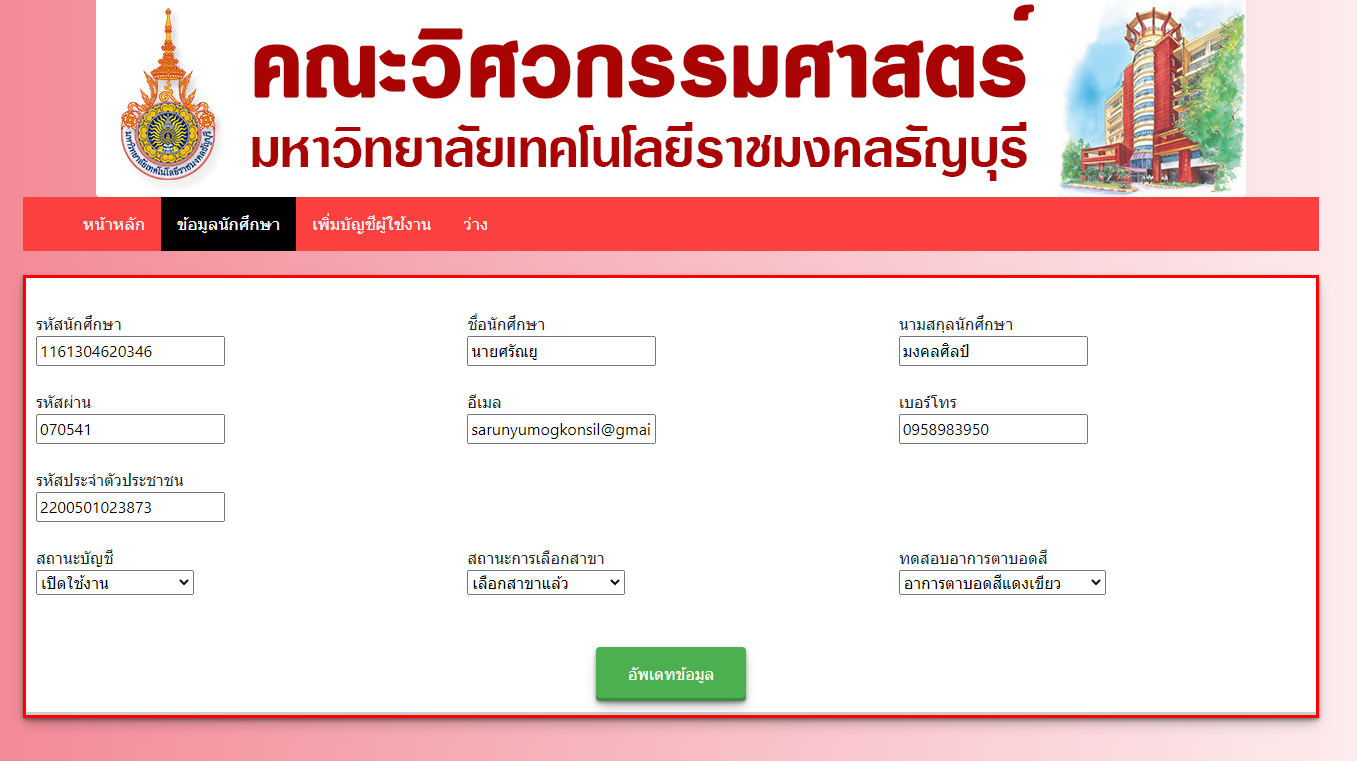 คณะวิศวกรรมศาสตร์
มหาวิทยาลัยเทคโนโลยีราชมงคลธัญบุรี
มหาวิทยาลัยเทคโนโลยีราชมงคลธัญบุรี
หน้าหลัก ข้อมูลนักศึกษา เพิ่มบัญชีผู้ใช้งาน ว่าง
รหัสนักศึกษา ชื่อนักศึกษา นามสกุลนักศึกษา
1161304620346 นายศรัณยู มงคลศิลป์
รหัสผ่าน อีเมล เบอร์โทร
070541 sarunyumogkonsil@gmai 0958983950
รหัสประจำตัวประชาชน
2200501023873
สถานะบัญชี สถานะการเลือกสาขา ทดสอบอาการตาบอดสี
เปิดใช้งาน เลือกสาขาแล้ว อาการตาบอดสีแดงเขียว
อัพเดทข้อมูล